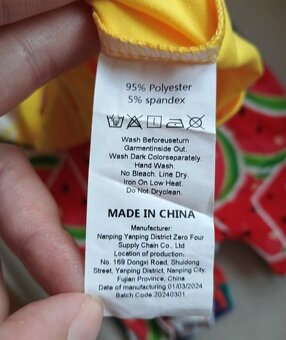 95% Polyester
5% spandex
Wash Beforeuseturn
Garmentinside Out.
Wash Dark Colorseparately.
Hand Wash
No Bleach. Line Dry.
Iron On Low Heat.
Do Not Dryclean.
MADE IN CHINA
Manufacturer:
Nanping Yanping District Zero Four
Supply Chain Co., Ltd
Location of production:
No. 169 Dongxi Road, Shuidong
Street, Yanping District, Nanping City,
Fujian Province, China
Date of manufacturing 01/03/2024
Batch Code 20240301